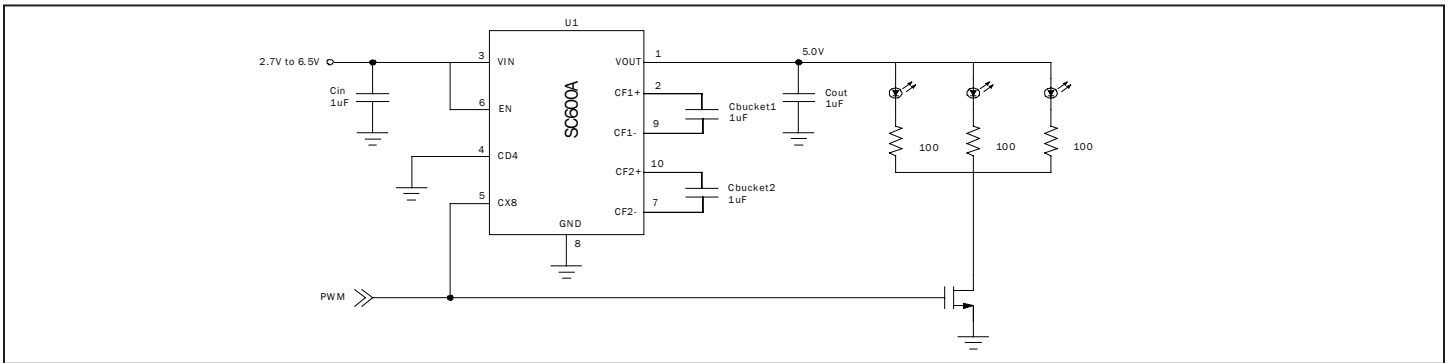 U1
2.7V to 6.5V
3
VIN
VOUT
1
5.0V
Cin
1uF
6
EN
CF1+
2
Cbucket1
1uF
Cout
1uF
SC600A
CF1-
9
100
100
100
4
CD4
CF2+
10
Cbucket2
1uF
5
CX8
CF2-
7
GND
8
PWM